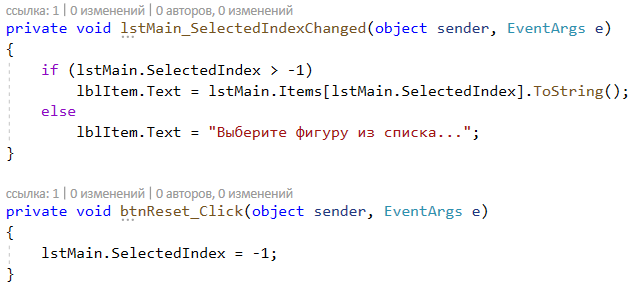 ссылка: 1 | 0 изменений | 0 авторов, 0 изменений
private void lstMain_SelectedIndexChanged(object sender, EventArgs e)
{
    if (lstMain.SelectedIndex > -1)
        lblItem.Text = lstMain.Items[lstMain.SelectedIndex].ToString();
    else
        lblItem.Text = "Выберите фигуру из списка...";
}
ссылка: 1 | 0 изменений | 0 авторов, 0 изменений
private void btnReset_Click(object sender, EventArgs e)
{
    lstMain.SelectedIndex = -1;
}